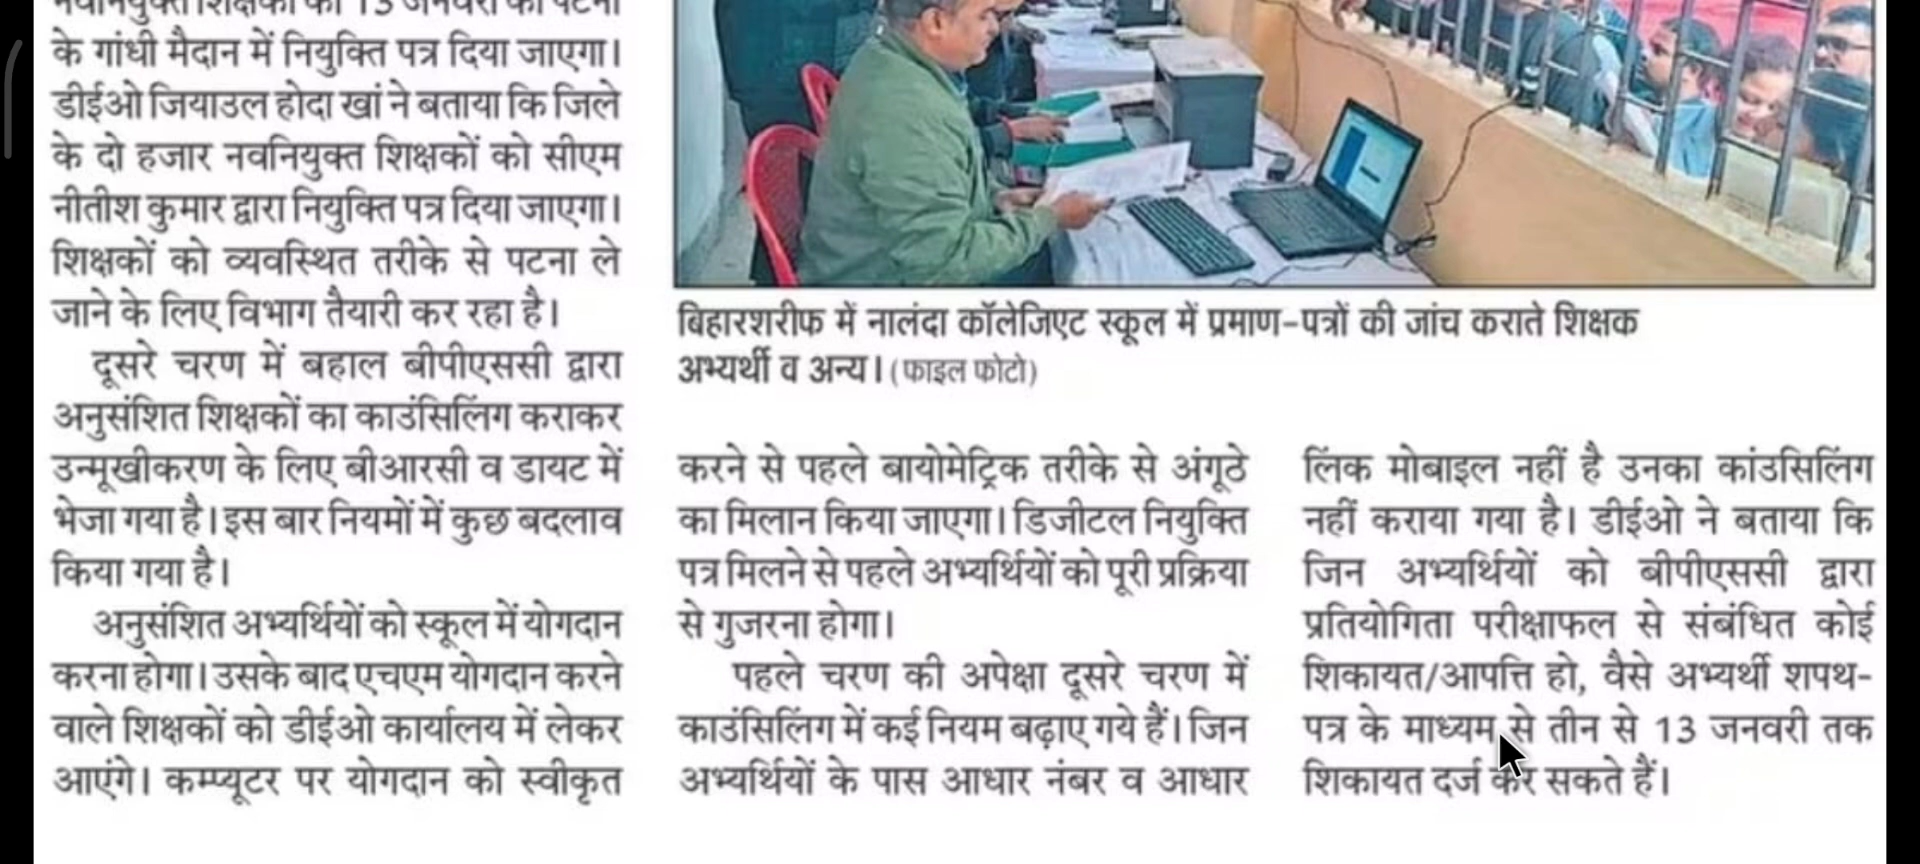 नवनियुक्त शिक्षकों को 13 जनवरी को पटना
के गांधी मैदान में नियुक्ति पत्र दिया जाएगा।
डीईओ जियाउल होदा खां ने बताया कि जिले
के दो हजार नवनियुक्त शिक्षकों को सीएम
नीतीश कुमार द्वारा नियुक्ति पत्र दिया जाएगा।
शिक्षकों को व्यवस्थित तरीके से पटना ले
जाने के लिए विभाग तैयारी कर रहा है।
दूसरे चरण में बहाल बीपीएससी द्वारा
अनुसंशित शिक्षकों का काउंसिलिंग कराकर
उन्मूखीकरण के लिए बीआरसी व डायट में
भेजा गया है। इस बार नियमों में कुछ बदलाव
किया गया है।
अनुसंशित अभ्यर्थियों को स्कूल में योगदान
करना होगा। उसके बाद एचएम योगदान करने
वाले शिक्षकों को डीईओ कार्यालय में लेकर
आएंगे। कम्प्यूटर पर योगदान को स्वीकृत
बिहारशरीफ में नालंदा कॉलेजिएट स्कूल में प्रमाण-पत्रों की जांच कराते शिक्षक
अभ्यर्थी व अन्य। (फाइल फोटो)
करने से पहले बायोमेट्रिक तरीके से अंगूठे
का मिलान किया जाएगा। डिजीटल नियुक्ति
पत्र मिलने से पहले अभ्यर्थियों को पूरी प्रक्रिया
से गुजरना होगा।
पहले चरण की अपेक्षा दूसरे चरण में
काउंसिलिंग में कई नियम बढ़ाए गये हैं। जिन
अभ्यर्थियों के पास आधार नंबर व आधार
लिंक मोबाइल नहीं है उनका कांउसिलिंग
नहीं कराया गया है। डीईओ ने बताया कि
जिन अभ्यर्थियों को बीपीएससी द्वारा
प्रतियोगिता परीक्षाफल से संबंधित कोई
शिकायत/आपत्ति हो, वैसे अभ्यर्थी शपथ-
पत्र के माध्यम से तीन से 13 जनवरी तक
शिकायत दर्ज कर सकते हैं।